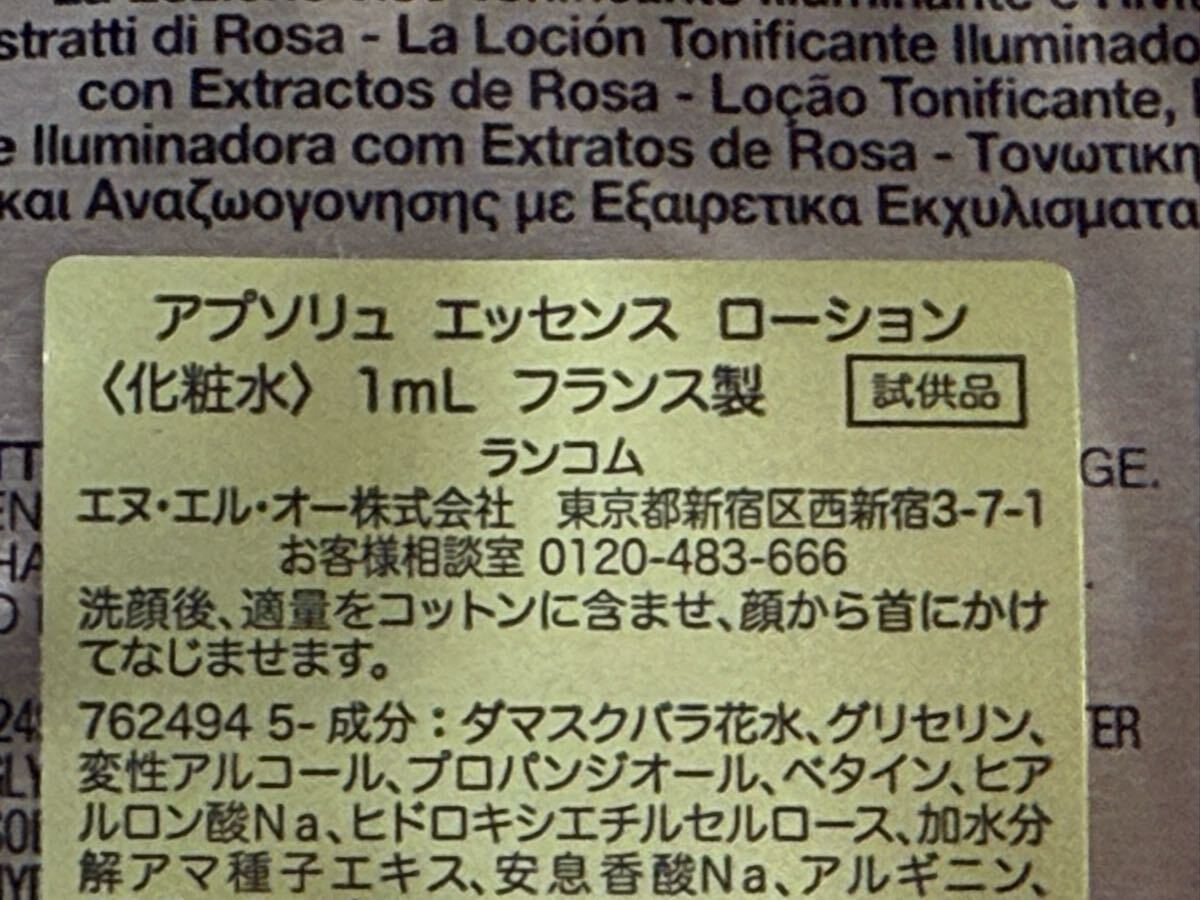 stratti di Rosa - La Loción Tonificante Iluminado
con Extractos de Rosa - Loção Tonificante,
e Iluminadora com Extratos de Rosa - Τονωτικη
και Αναζωογονησης με Εξαιρετικα Εκχυλισματα
アプソリュ エッセンス ローション
〈化粧水〉 1mL フランス製 試供品
ランコム
GE.
エヌ・エル・オー株式会社 東京都新宿区西新宿3-7-1
お客様相談室 0120-483-666
洗顔後、適量をコットンに含ませ、顔から首にかけ
てなじませます。
762494 5- 成分：ダマスクバラ花水、グリセリン、
ER
変性アルコール、プロパンジオール、ベタイン、ヒア
ルロン酸Na、ヒドロキシエチルセルロース、加水分
解アマ種子エキス、安息香酸Na、アルギニン、